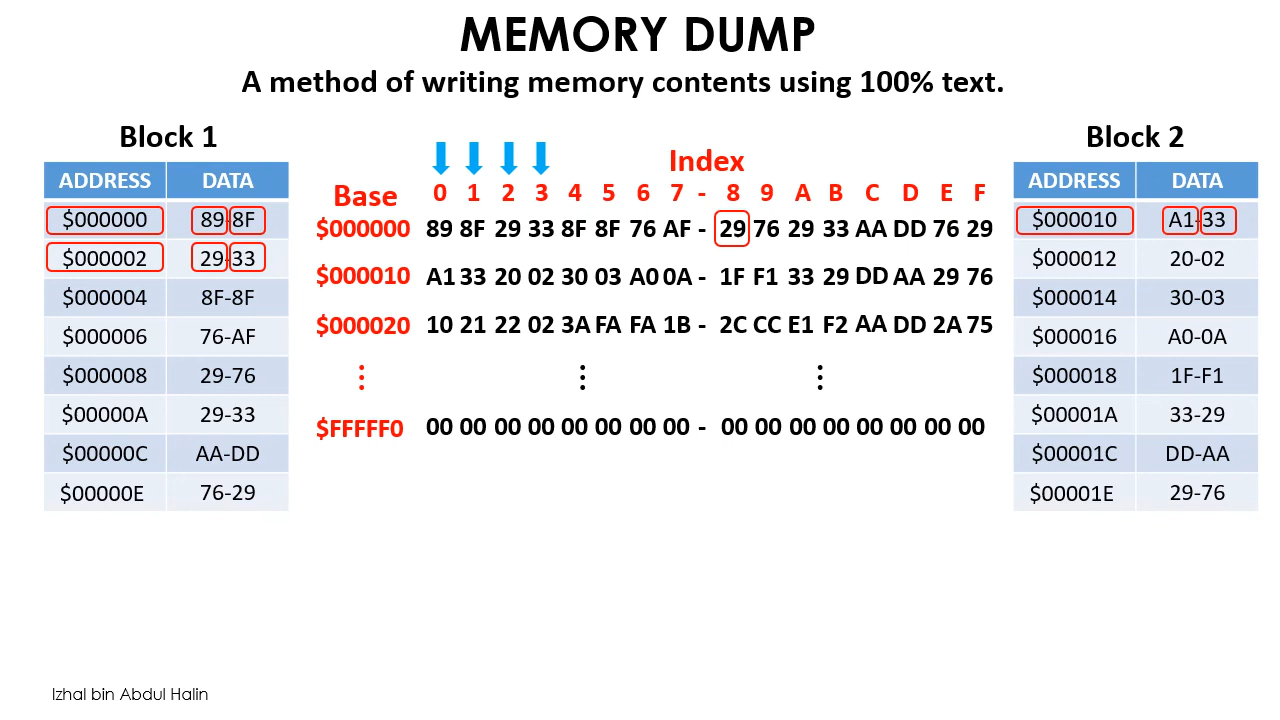 MEMORY DUMP
A method of writing memory contents using 100% text.
Block 1
ADDRESS DATA
$000000 89-8F
$000002 29-33
$000004 8F-8F
$000006 76-AF
$000008 29-76
$00000A 29-33
$00000C AA-DD
$00000E 76-29
Index
Base 0 1 2 3 4 5 6 7 - 8 9 A B C D E F
$000000 89 8F 29 33 8F 8F 76 AF - 29 76 29 33 AA DD 76 29
$000010 A1 33 20 02 30 03 A0 0A - 1F F1 33 29 DD AA 29 76
$000020 10 21 22 02 3A FA FA 1B - 2C CC E1 F2 AA DD 2A 75
$FFFFF0 00 00 00 00 00 00 00 00 - 00 00 00 00 00 00 00 00
Block 2
ADDRESS DATA
$000010 A1-33
$000012 20-02
$000014 30-03
$000016 A0-0A
$000018 1F-F1
$00001A 33-29
$00001C DD-AA
$00001E 29-76
Izhal bin Abdul Halin